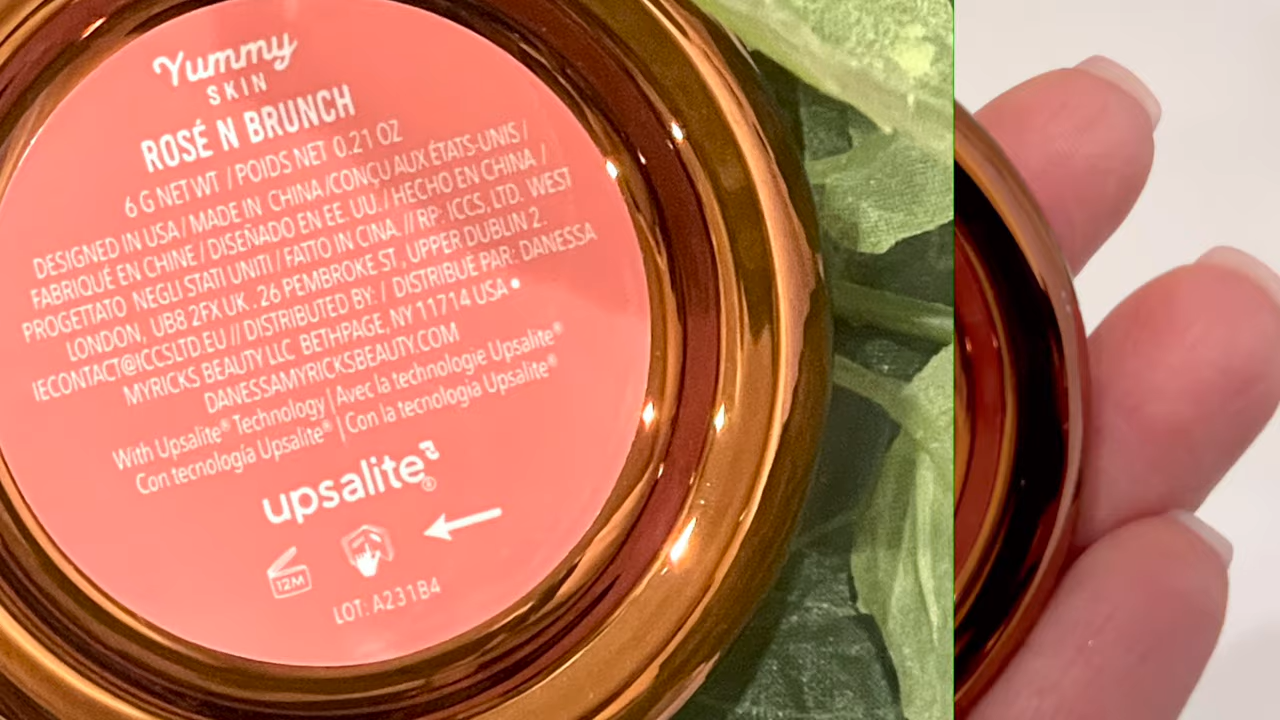 Yummy
SKIN
ROSÉ N BRUNCH
6 G NET WT / POIDS NET 0.21 OZ
DESIGNED IN USA / MADE IN CHINA /CONÇU AUX ÉTATS-UNIS /
FABRIQUÉ EN CHINE / DISEÑADO EN EE. UU. / HECHO EN CHINA /
PROGETTATO NEGLI STATI UNITI / FATTO IN CINA. // RP: ICCS, LTD. WEST
LONDON, UB8 2FX UK . 26 PEMBROKE ST , UPPER DUBLIN 2.
IECONTACT@ICCSLTD.EU // DISTRIBUTED BY: / DISTRIBUÉ PAR: DANESSA
MYRICKS BEAUTY LLC BETHPAGE, NY 11714 USA •
DANESSAMYRICKSBEAUTY.COM
With Upsalite® Technology | Avec la technologie Upsalite®
Con tecnología Upsalite® | Con la tecnologia Upsalite®
upsalite®
12M
LOT: A231B4